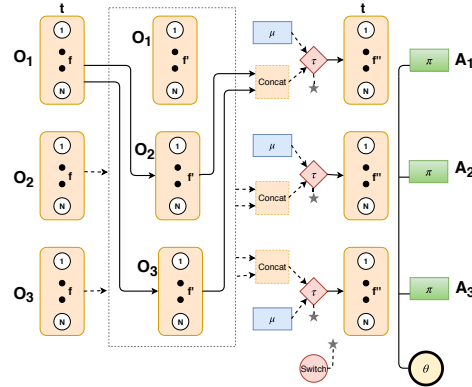 t
t
O1
1
f
N
O1
1
f'
N
μ
Concat
τ
1
f''
N
π
A1
O2
1
f
N
O2
1
f'
N
μ
Concat
τ
1
f''
N
π
A2
O3
1
f
N
O3
1
f'
N
Concat
μ
τ
1
f''
N
π
A3
Switch
θ